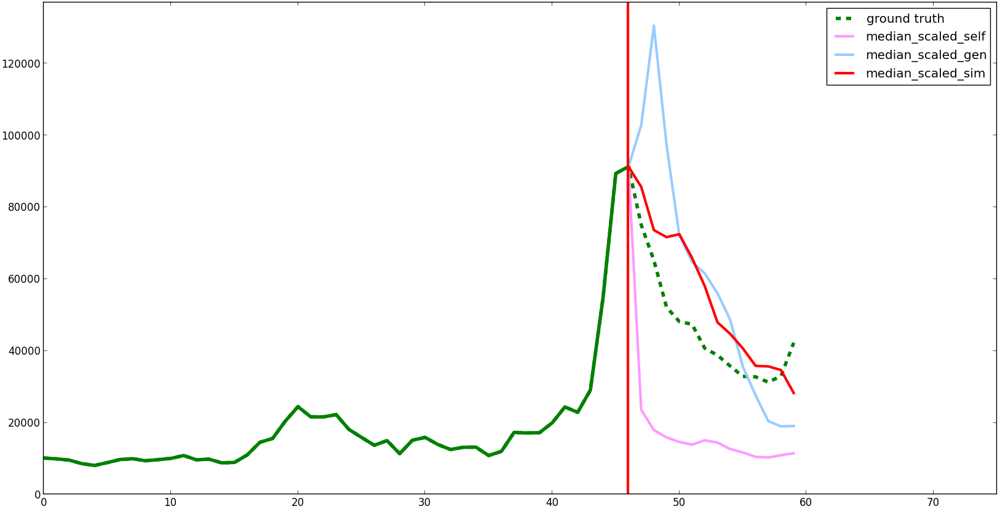 ground truth
median_scaled_self
median_scaled_gen
median_scaled_sim
120000
100000
80000
60000
40000
20000
0
0 10 20 30 40 50 60 70